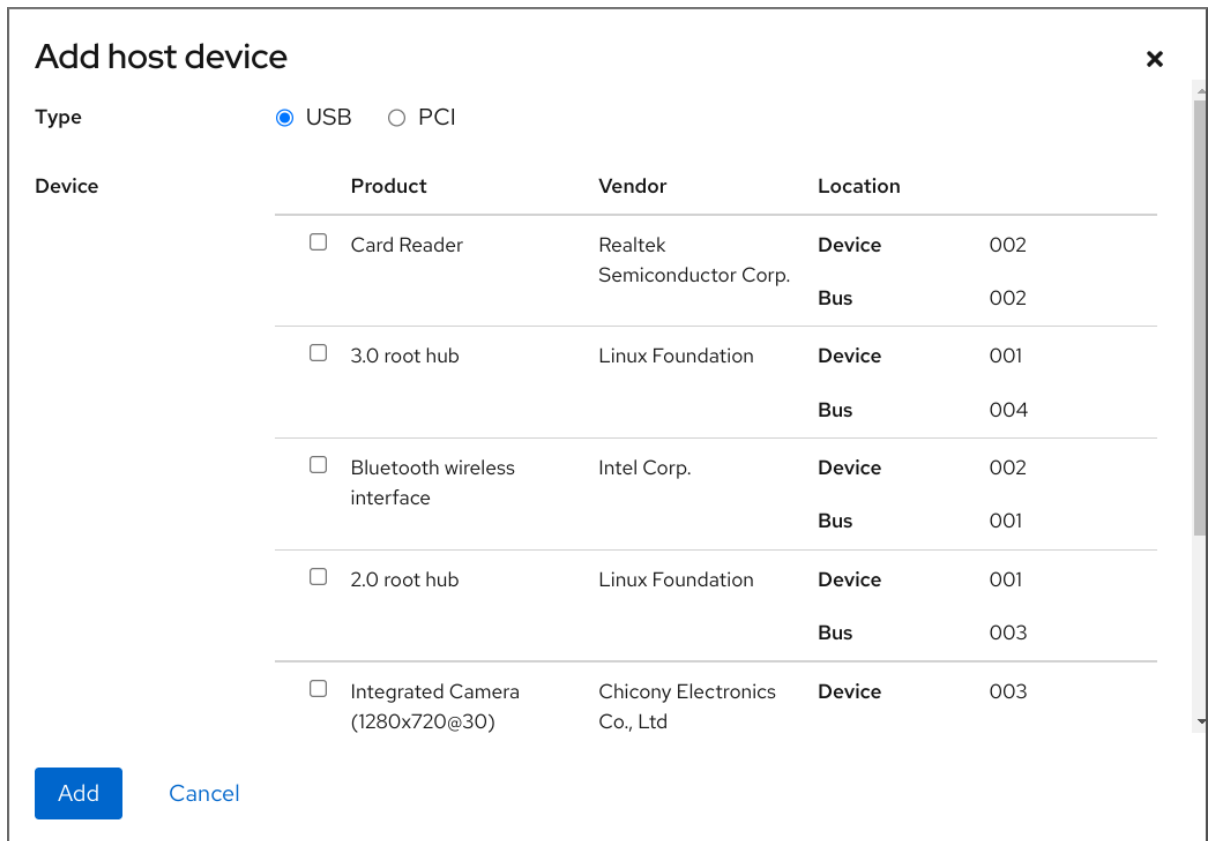 Add host device
Type USB PCI
Device Product Vendor Location
Card Reader Realtek Device 002
Semiconductor Corp.
Bus 002
3.0 root hub Linux Foundation Device 001
Bus 004
Bluetooth wireless Intel Corp. Device 002
interface
Bus 001
2.0 root hub Linux Foundation Device 001
Bus 003
Integrated Camera Chicony Electronics Device 003
(1280x720@30) Co., Ltd
Add Cancel